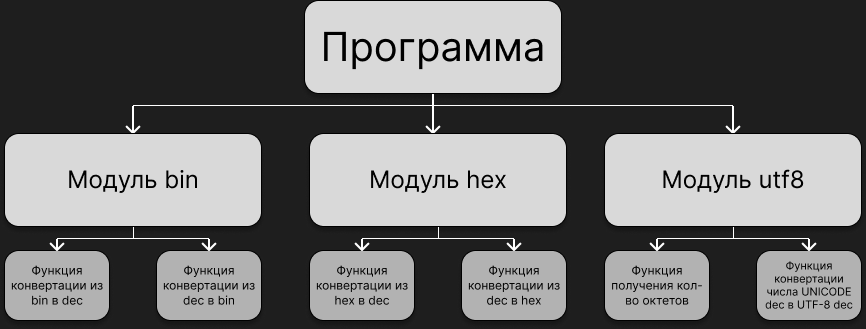 Программа
Модуль bin
Модуль hex
Модуль utf8
Функция
конвертации из
bin в dec
Функция
конвертации из
dec в bin
Функция
конвертации из
hex в dec
Функция
конвертации из
dec в hex
Функция
получения кол-
во октетов
Функция
конвертации
числа UNICODE
dec в UTF-8 dec